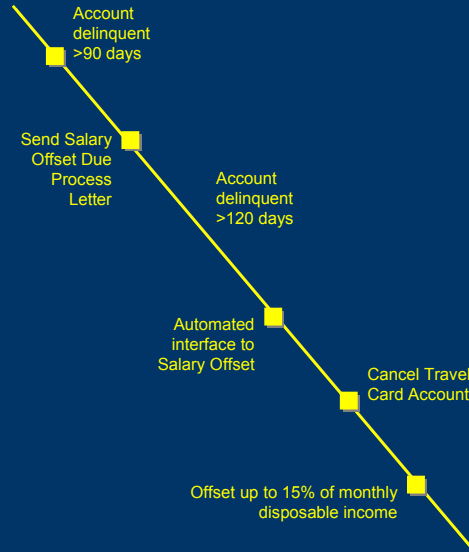 Account
delinquent
>90 days
Send Salary
Offset Due
Process
Letter
Account
delinquent
>120 days
Automated
interface to
Salary Offset
Cancel Travel
Card Account
Offset up to 15% of monthly
disposable income